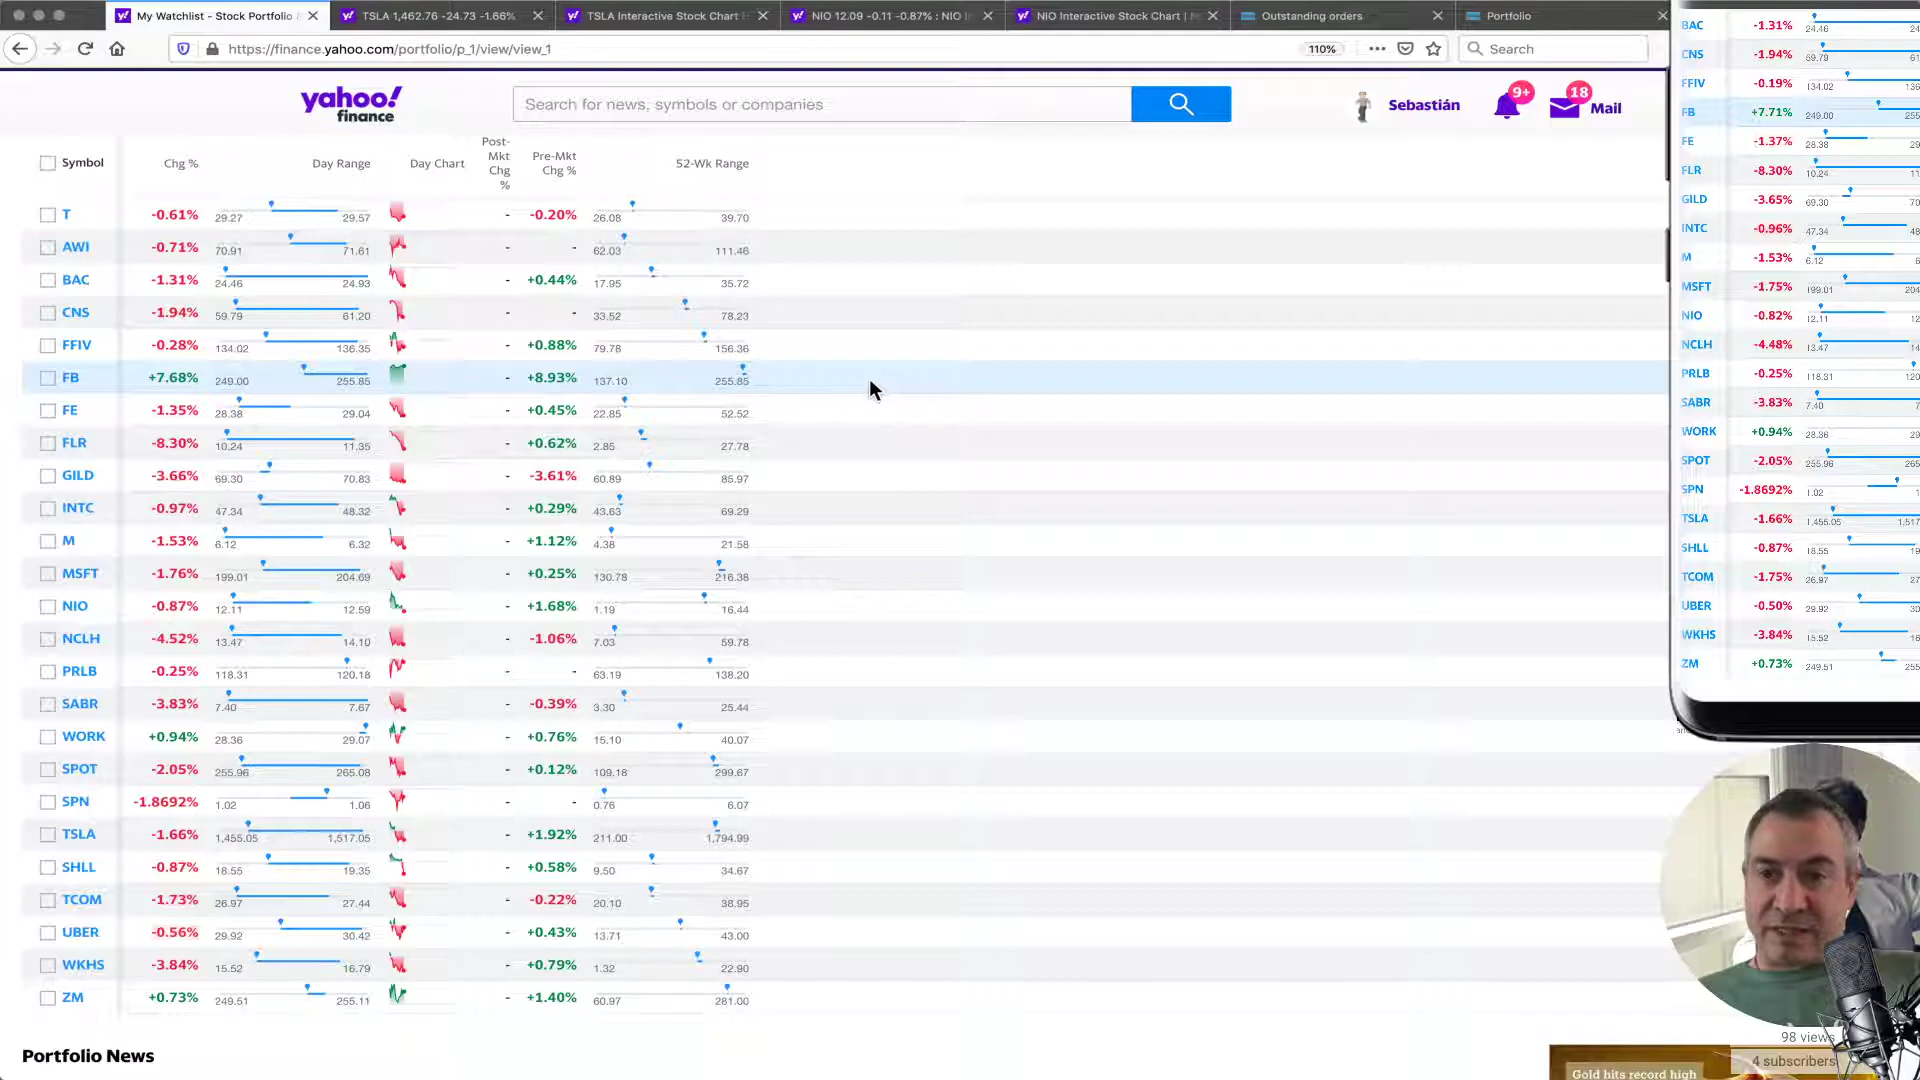 My Watchlist - Stock Portfolio
TSLA 1,462.76 -24.73 -1.66%
TSLA Interactive Stock Chart
NIO 12.09 -0.11 -0.87% : NIO
NIO Interactive Stock Chart |
Outstanding orders
Portfolio
https://finance.yahoo.com/portfolio/p_1/view/view_1
110%
Search
yahoo!
finance
Search for news, symbols or companies
Sebastián
9+
18
Mail
Symbol Chg % Day Range Day Chart Post-Mkt Chg % Pre-Mkt Chg % 52-Wk Range
T -0.61% 29.27 29.57 - -0.20% 26.08 39.70
AWI -0.71% 70.91 71.61 - - 62.03 111.46
BAC -1.31% 24.46 24.93 - +0.44% 17.95 35.72
CNS -1.94% 59.79 61.20 - - 33.52 78.23
FFIV -0.28% 134.02 136.35 - +0.88% 79.78 156.36
FB +7.68% 249.00 255.85 - +8.93% 137.10 255.85
FE -1.35% 28.38 29.04 - +0.45% 22.85 52.52
FLR -8.30% 10.24 11.35 - +0.62% 2.85 27.78
GILD -3.66% 69.30 70.83 - -3.61% 60.89 85.97
INTC -0.97% 47.34 48.32 - +0.29% 43.63 69.29
M -1.53% 6.12 6.32 - +1.12% 4.38 21.58
MSFT -1.76% 199.01 204.69 - +0.25% 130.78 216.38
NIO -0.87% 12.11 12.59 - +1.68% 1.19 16.44
NCLH -4.52% 13.47 14.10 - -1.06% 7.03 59.78
PRLB -0.25% 118.31 120.18 - - 63.19 138.20
SABR -3.83% 7.40 7.67 - -0.39% 3.30 25.44
WORK +0.94% 28.36 29.07 - +0.76% 15.10 40.07
SPOT -2.05% 255.96 265.08 - +0.12% 109.18 299.67
SPN -1.8692% 1.02 1.06 - - 0.76 6.07
TSLA -1.66% 1,455.05 1,517.05 - +1.92% 211.00 1,794.99
SHLL -0.87% 18.55 19.35 - +0.58% 9.50 34.67
TCOM -1.73% 26.97 27.44 - -0.22% 20.10 38.95
UBER -0.56% 29.92 30.42 - +0.43% 13.71 43.00
WKHS -3.84% 15.52 16.79 - +0.79% 1.32 22.90
ZM +0.73% 249.51 255.11 - +1.40% 60.97 281.00
Portfolio News
BAC -1.31% 24.46 24
CNS -1.94% 59.79 61
FFIV -0.19% 134.02 136
FB +7.71% 249.00 255
FE -1.37% 28.38 29
FLR -8.30% 10.24 11
GILD -3.65% 69.30 70
INTC -0.96% 47.34 48
M -1.53% 6.12 6
MSFT -1.75% 199.01 204
NIO -0.82% 12.11 12
NCLH -4.48% 13.47 14
PRLB -0.25% 118.31 120
SABR -3.83% 7.40 7
WORK +0.94% 28.36 29
SPOT -2.05% 255.96 265
SPN -1.8692% 1.02 1
TSLA -1.66% 1,455.05 1,517
SHLL -0.87% 18.55 19
TCOM -1.75% 26.97 27
UBER -0.50% 29.92 30
WKHS -3.84% 15.52 16
ZM +0.73% 249.51 255
98 views
4 subscribers
Gold hits record high